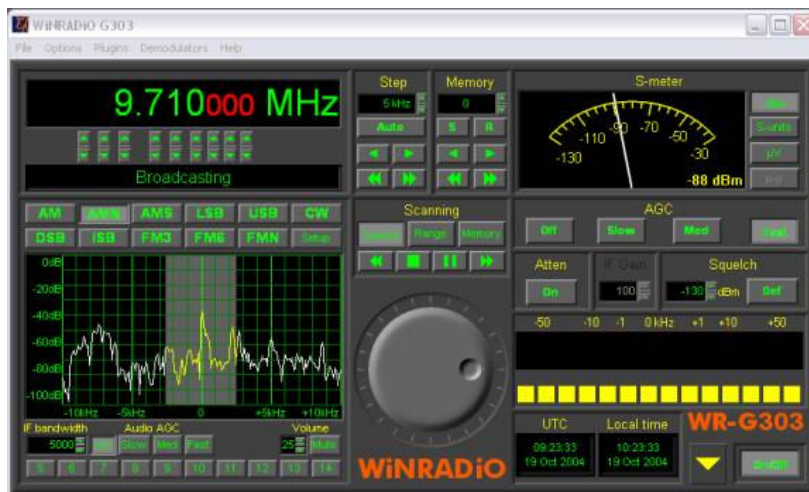 WiNRADiO G303
File Options Plugins Demodulators Help
9.710000 MHz
Broadcasting
Step
5 kHz
Auto
Memory
0
S R
S-meter
-130 -110 -90 -70 -50 -30
-88 dBm
S-units
µV
AM AMN AMS LSB USB CW
DSB ISB FM3 FM6 FMN Setup
Scanning
Range Memory
AGC
Off Slow Med Fast
Atten
On
IF Gain
100
Squelch
-130 dBm Def
0dB
-20dB
-40dB
-60dB
-80dB
-100dB
-10kHz -5kHz 0 +5kHz +10kHz
-50 -10 -1 0 kHz +1 +10 +50
IF bandwidth
5000
Audio AGC
Slow Med Fast
Volume
25 Mute
5 6 7 8 9 10 11 12 13 14
WiNRADiO
UTC
09:23:33
19 Oct 2004
Local time
10:23:33
19 Oct 2004
WR-G303
On/Off